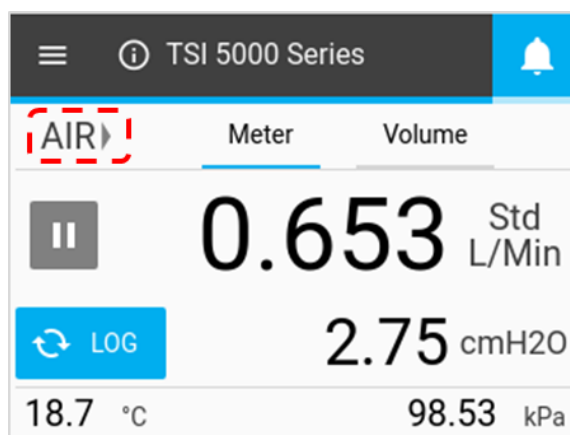 TSI 5000 Series
AIR Meter Volume
0.653 Std L/Min
LOG 2.75 cmH2O
18.7 °C 98.53 kPa